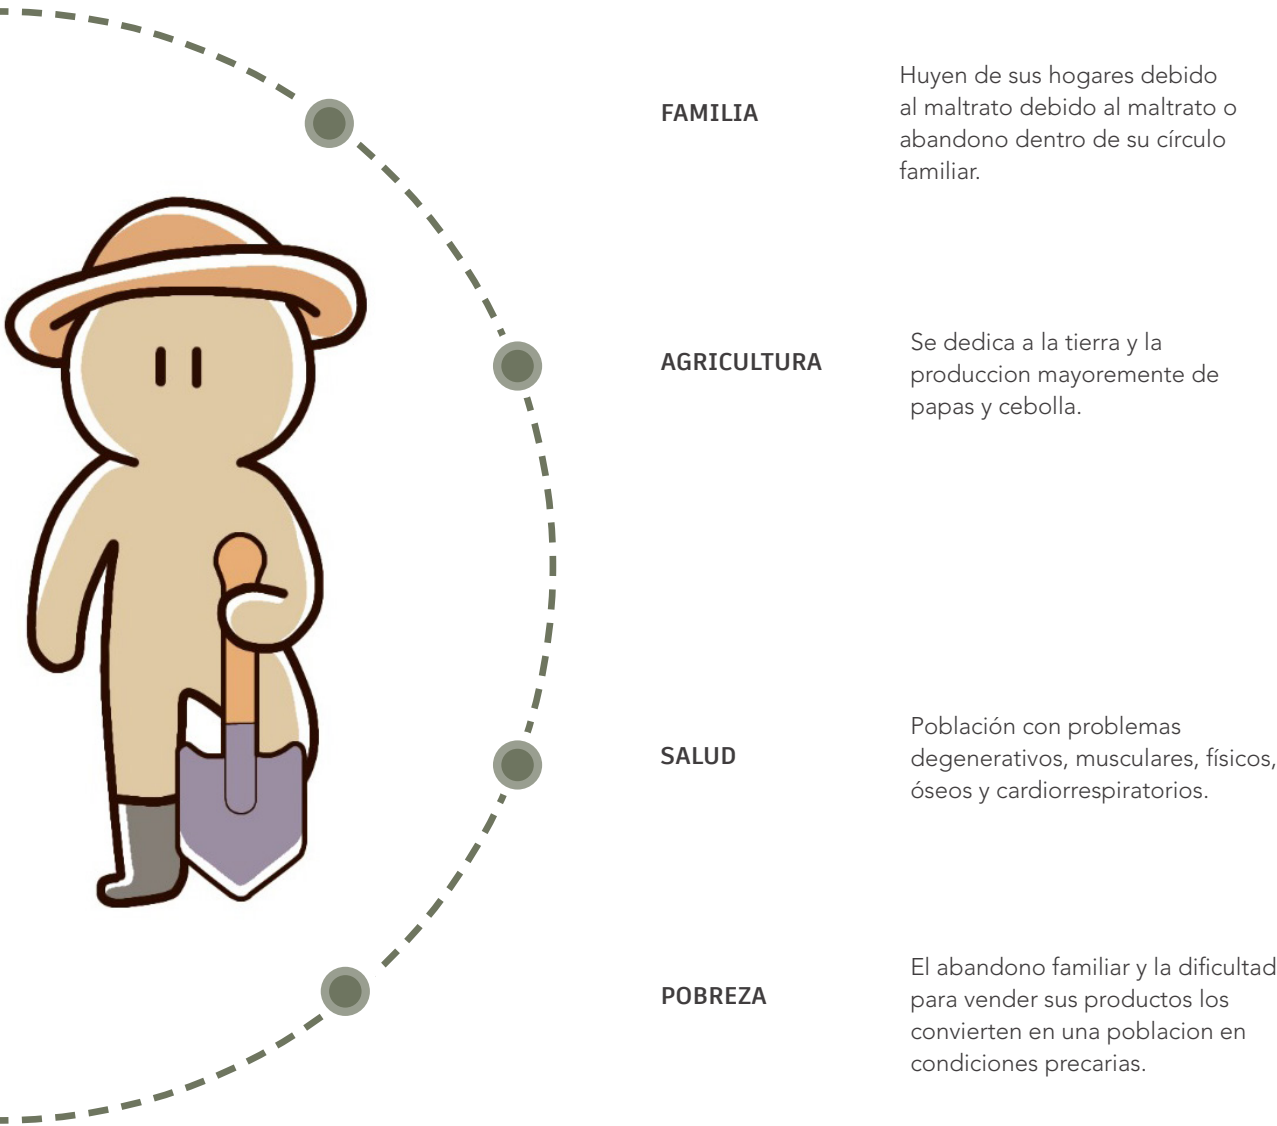 FAMILIA
Huyen de sus hogares debido
al maltrato debido al maltrato o
abandono dentro de su círculo
familiar.
AGRICULTURA
Se dedica a la tierra y la
produccion mayoremente de
papas y cebolla.
SALUD
Población con problemas
degenerativos, musculares, físicos,
óseos y cardiorrespiratorios.
POBREZA
El abandono familiar y la dificultad
para vender sus productos los
convierten en una poblacion en
condiciones precarias.